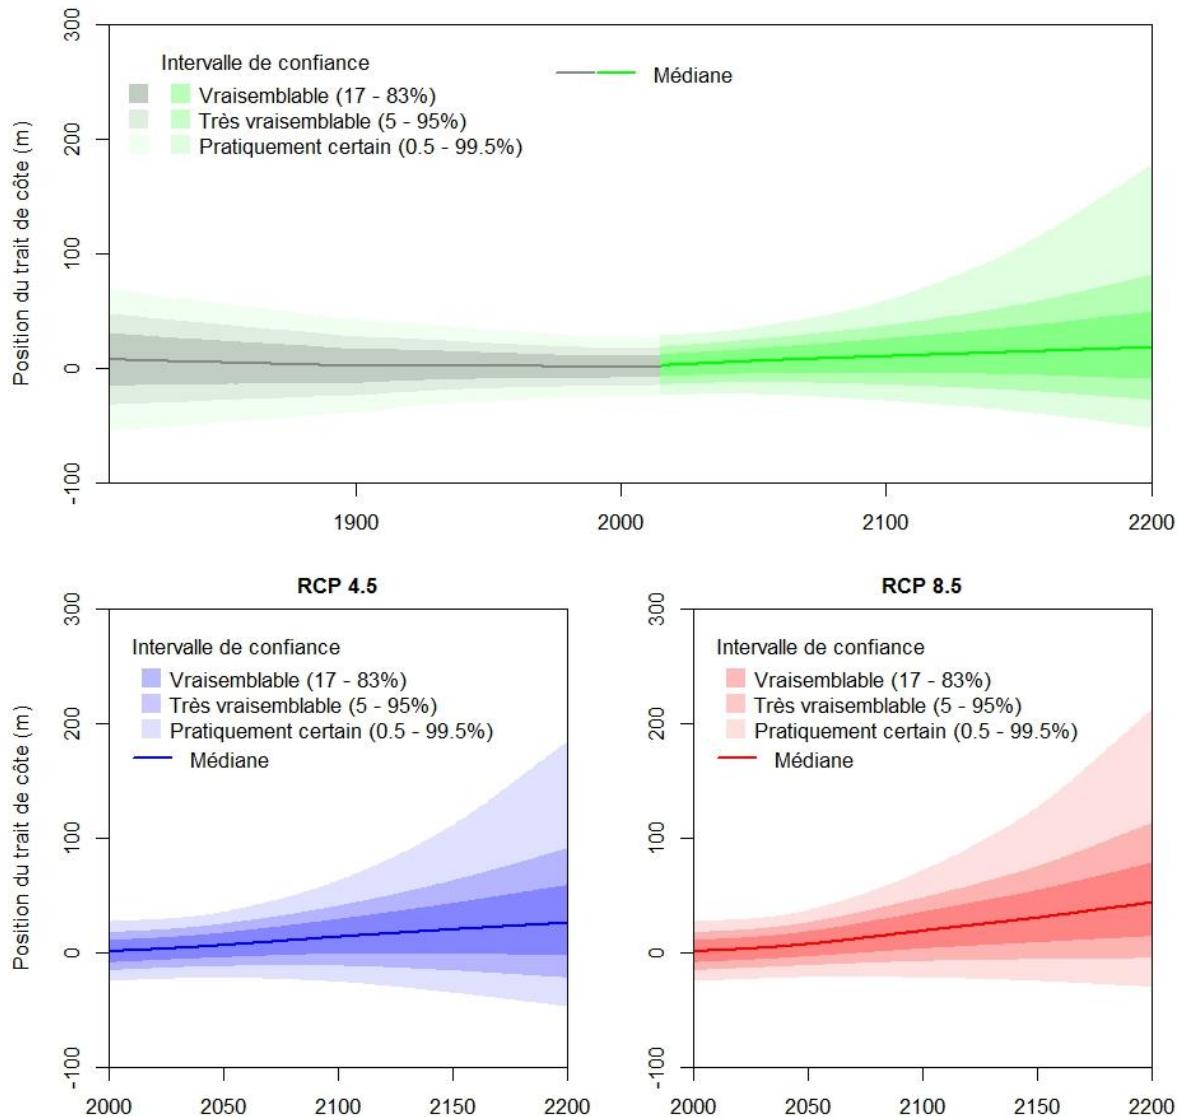 Position du trait de côte (m)
300
200
100
0
-100
Intervalle de confiance
Vraisemblable (17 - 83%)
Très vraisemblable (5 - 95%)
Pratiquement certain (0.5 - 99.5%)
Médiane
1900
2000
2100
2200
RCP 4.5
Position du trait de côte (m)
300
200
100
0
-100
Intervalle de confiance
Vraisemblable (17 - 83%)
Très vraisemblable (5 - 95%)
Pratiquement certain (0.5 - 99.5%)
Médiane
2000
2050
2100
2150
2200
RCP 8.5
300
200
100
0
-100
Intervalle de confiance
Vraisemblable (17 - 83%)
Très vraisemblable (5 - 95%)
Pratiquement certain (0.5 - 99.5%)
Médiane
2000
2050
2100
2150
2200